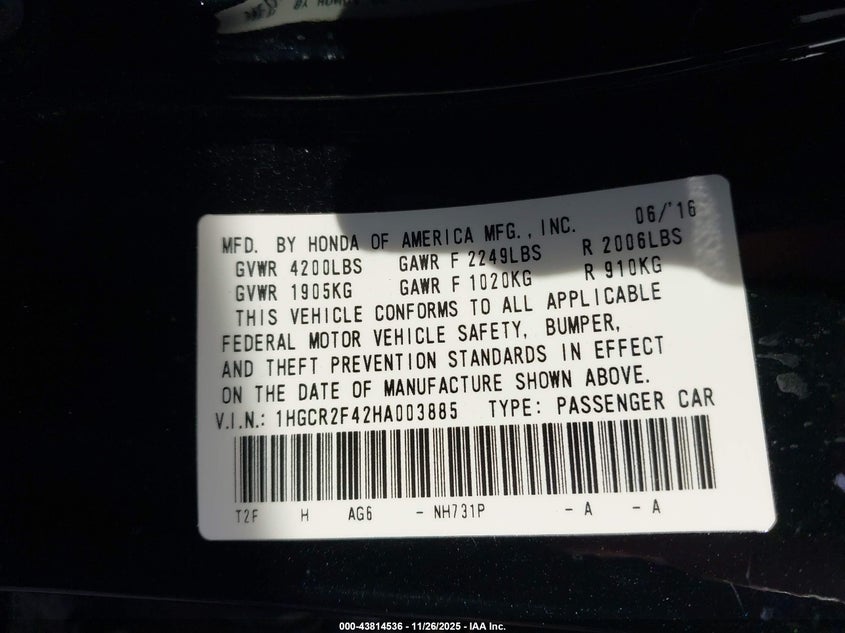 MFD. BY HONDA OF AMERICA MFG., INC. 06/'16
GVWR 4200LBS GAWR F 2249LBS R 2006LBS
GVWR 1905KG GAWR F 1020KG R 910KG
THIS VEHICLE CONFORMS TO ALL APPLICABLE
FEDERAL MOTOR VEHICLE SAFETY, BUMPER,
AND THEFT PREVENTION STANDARDS IN EFFECT
ON THE DATE OF MANUFACTURE SHOWN ABOVE.
V.I.N.: 1HGCR2F42HA003885 TYPE: PASSENGER CAR
T2F H AG6 - NH731P - A - A
000-43814536 - 11/26/2025 - IAA Inc.